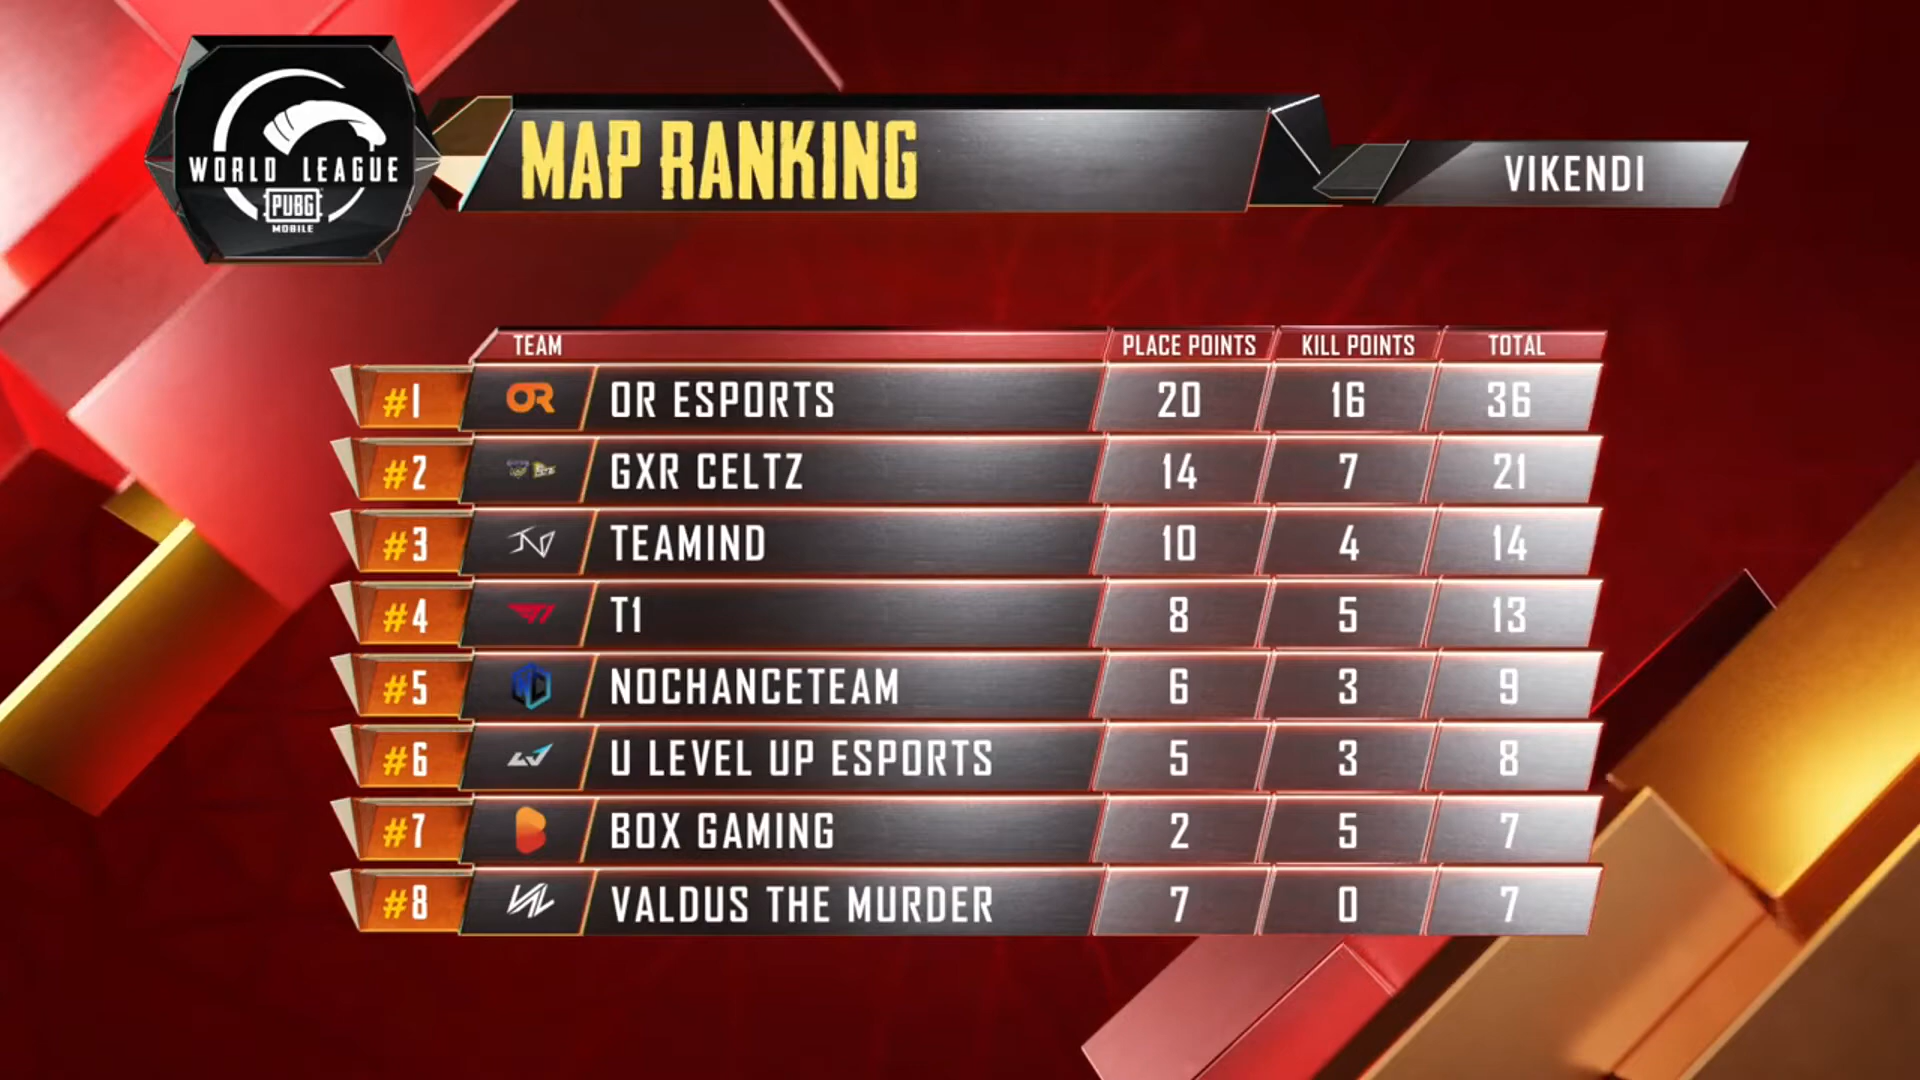 WORLD LEAGUE
PUBG
MOBILE
MAP RANKING
VIKENDI
TEAM PLACE POINTS KILL POINTS TOTAL
#1 OR OR ESPORTS 20 16 36
#2 GXR CELTZ 14 7 21
#3 TEAMIND 10 4 14
#4 T1 T1 8 5 13
#5 NOCHANCETEAM 6 3 9
#6 U LEVEL UP ESPORTS 5 3 8
#7 BOX GAMING 2 5 7
#8 VALDUS THE MURDER 7 0 7